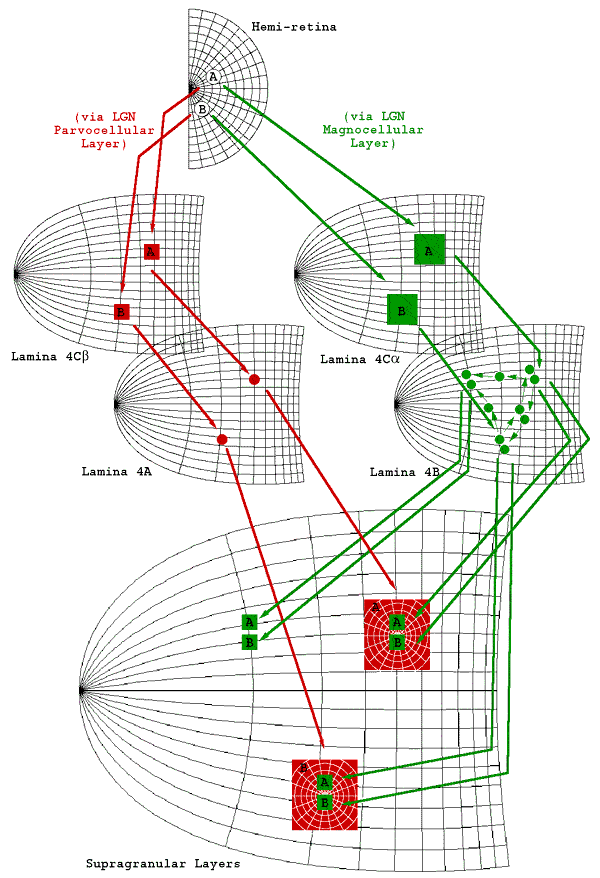 Hemi-retina
A
B
(via LGN
Parvocellular
Layer)
(via LGN
Magnocellular
Layer)
A
B
A
B
Lamina 4Cβ
Lamina 4Cα
Lamina 4A
Lamina 4B
A
B
A
A
B
B
A
B
Supragranular Layers